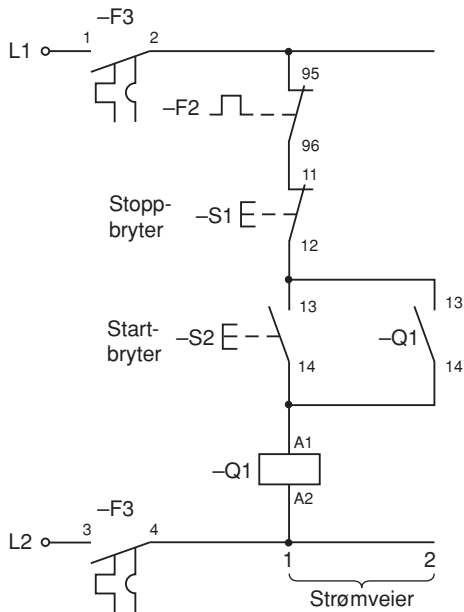 –F3
L1 1 2
95
–F2
96
11
Stopp-
bryter
–S1
12
13 13
Start-
bryter
–S2 –Q1
14 14
A1
–Q1
A2
–F3
L2 3 4
1 2
Strømveier